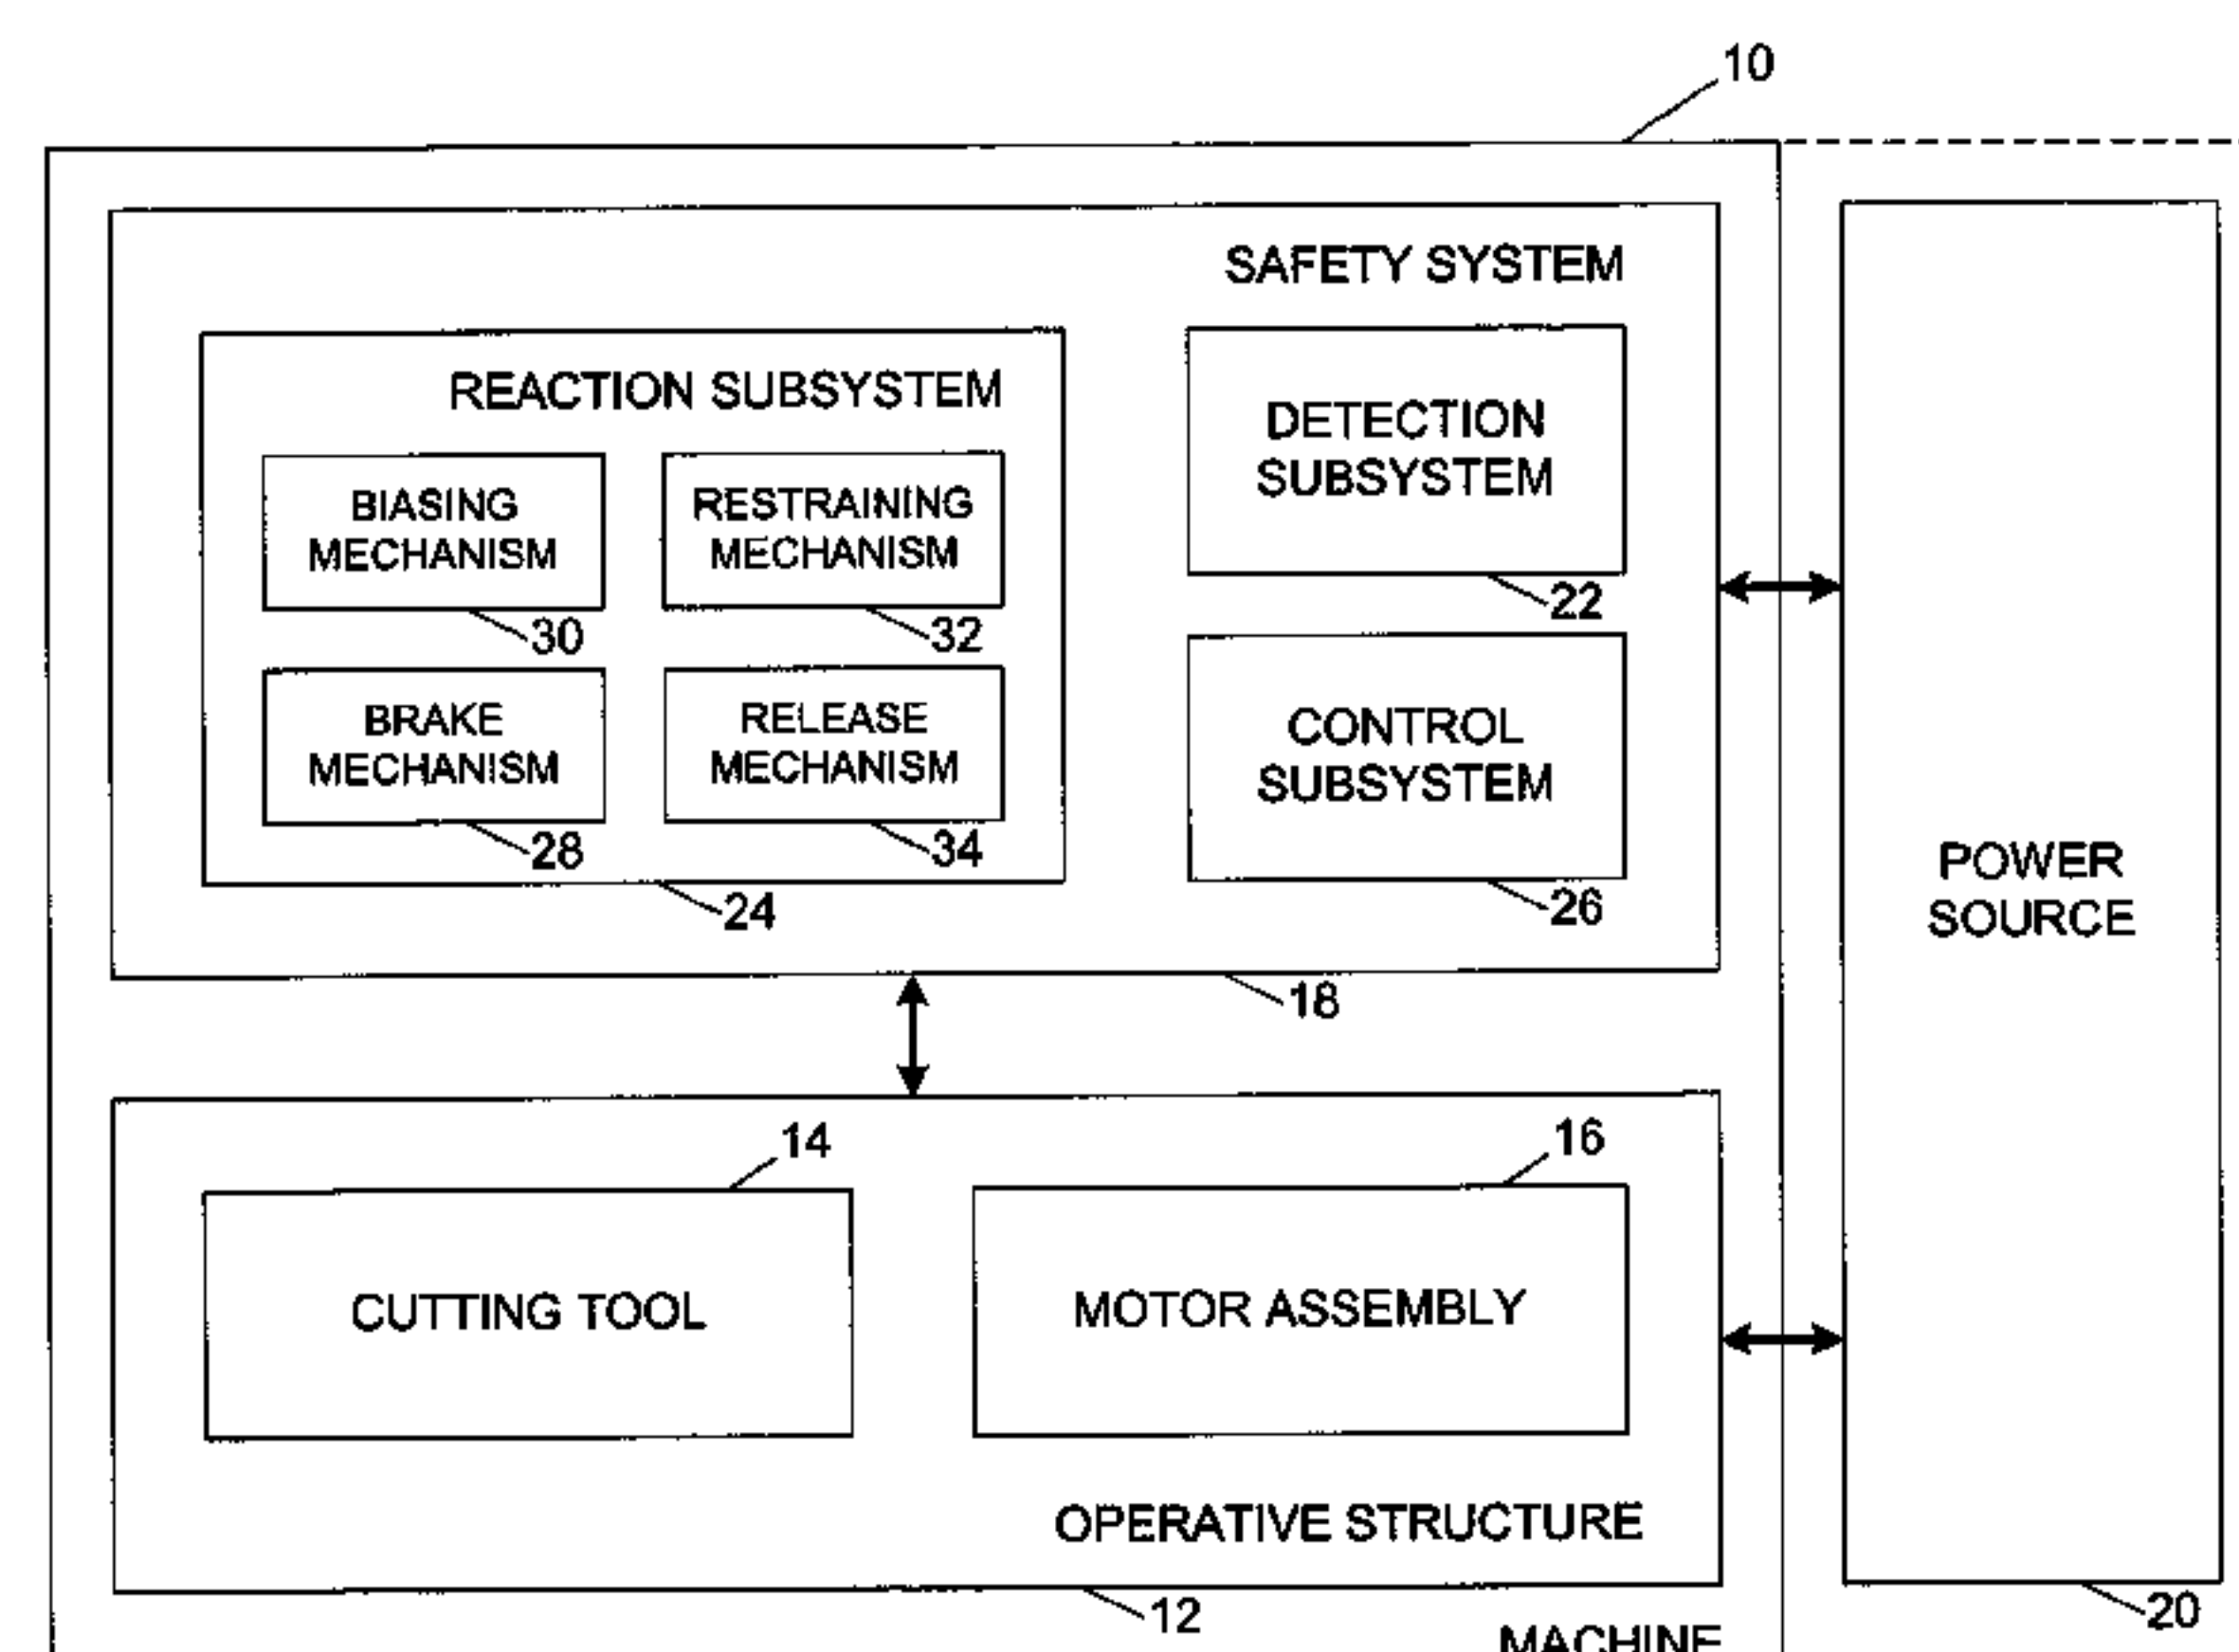 10
SAFETY SYSTEM
REACTION SUBSYSTEM
BIASING
MECHANISM
30
RESTRAINING
MECHANISM
32
BRAKE
MECHANISM
28
RELEASE
MECHANISM
34
24
DETECTION
SUBSYSTEM
22
CONTROL
SUBSYSTEM
26
18
POWER
SOURCE
20
14
CUTTING TOOL
16
MOTOR ASSEMBLY
OPERATIVE STRUCTURE
12
MACHINE